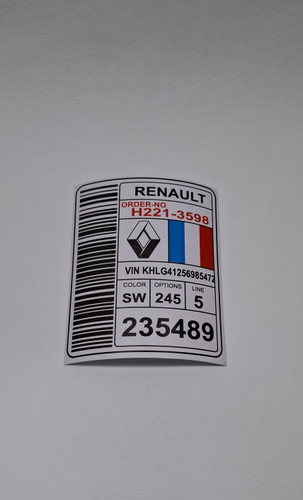 RENAULT
ORDER-NO
H221-3598
VIN KHLG41256985472
COLOR OPTIONS LINE
SW 245 5
235489